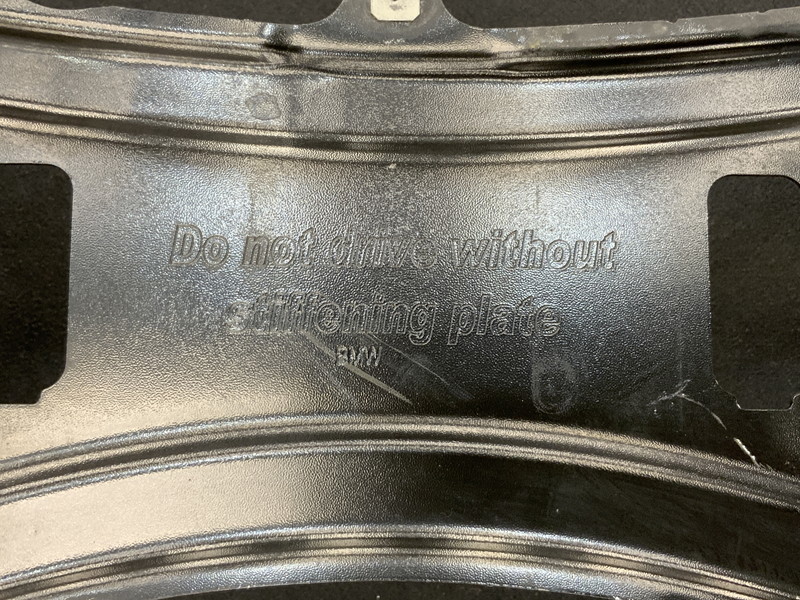 Do not drive without
stiffening plate
BMW